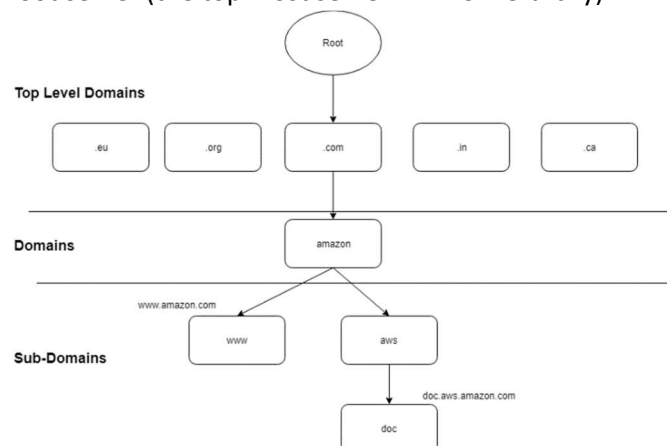 Root
Top Level Domains
.eu
.org
.com
.in
.ca
Domains
amazon
www.amazon.com
www
aws
Sub-Domains
doc.aws.amazon.com
doc